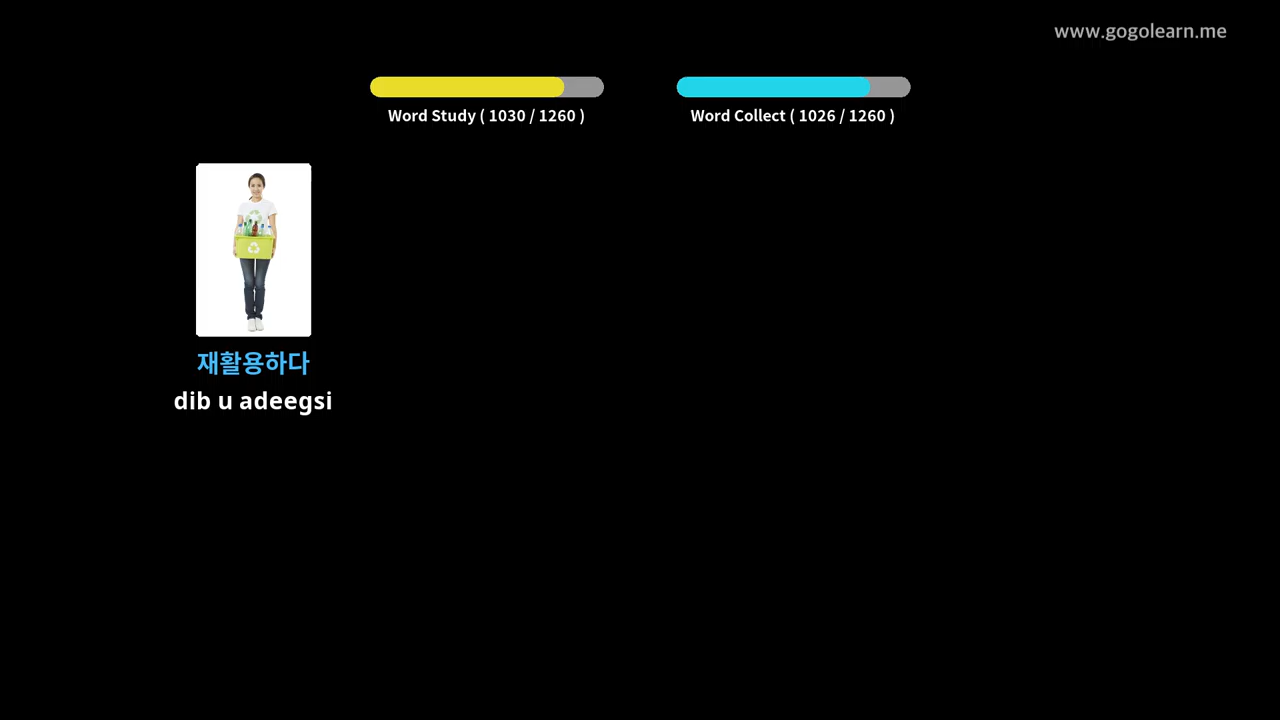 www.gogolearn.me
Word Study ( 1030 / 1260 )
Word Collect ( 1026 / 1260 )
재활용하다
dib u adeegsi